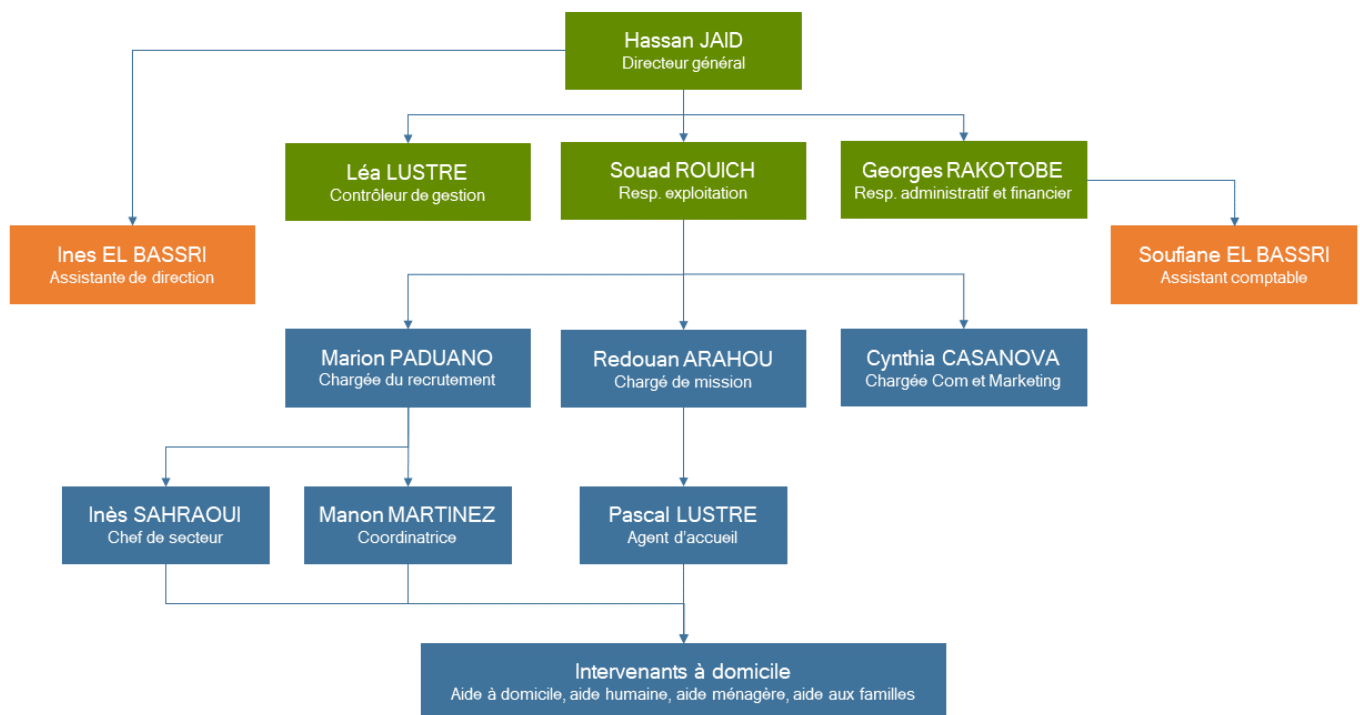 Hassan JAID
Directeur général
Léa LUSTRE
Contrôleur de gestion
Souad ROUICH
Resp. exploitation
Georges RAKOTOBE
Resp. administratif et financier
Ines EL BASSRI
Assistante de direction
Soufiane EL BASSRI
Assistant comptable
Marion PADUANO
Chargée du recrutement
Redouan ARAHOU
Chargé de mission
Cynthia CASANOVA
Chargée Com et Marketing
Inès SAHRAOUI
Chef de secteur
Manon MARTINEZ
Coordinatrice
Pascal LUSTRE
Agent d'accueil
Intervenants à domicile
Aide à domicile, aide humaine, aide ménagère, aide aux familles